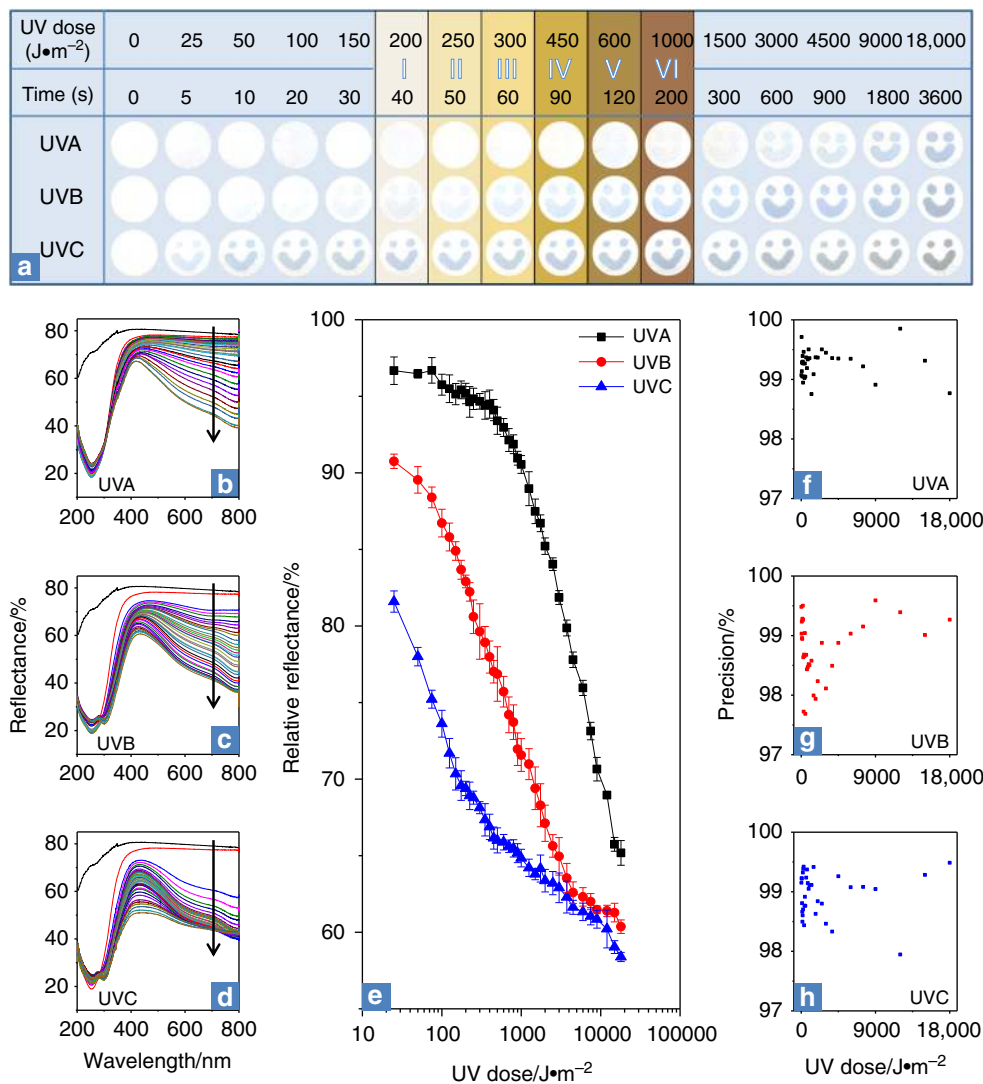 UV dose (J•m⁻²) 0 25 50 100 150 200 250 300 450 600 1000 1500 3000 4500 9000 18,000
I II III IV V VI
Time (s) 0 5 10 20 30 40 50 60 90 120 200 300 600 900 1800 3600
UVA
UVB
UVC
a
80
60
40
20
UVA
b
200 400 600 800
80
60
40
20
UVB
c
200 400 600 800
80
60
40
20
UVC
d
200 400 600 800
Reflectance/%
Wavelength/nm
100
90
80
70
60
UVA
UVB
UVC
e
10 100 1000 10000 100000
Relative reflectance/%
UV dose/J•m⁻²
100
99
98
97
f
UVA
0 9000 18,000
100
99
98
97
g
UVB
0 9000 18,000
100
99
98
97
h
UVC
0 9000 18,000
Precision/%
UV dose/J•m⁻²